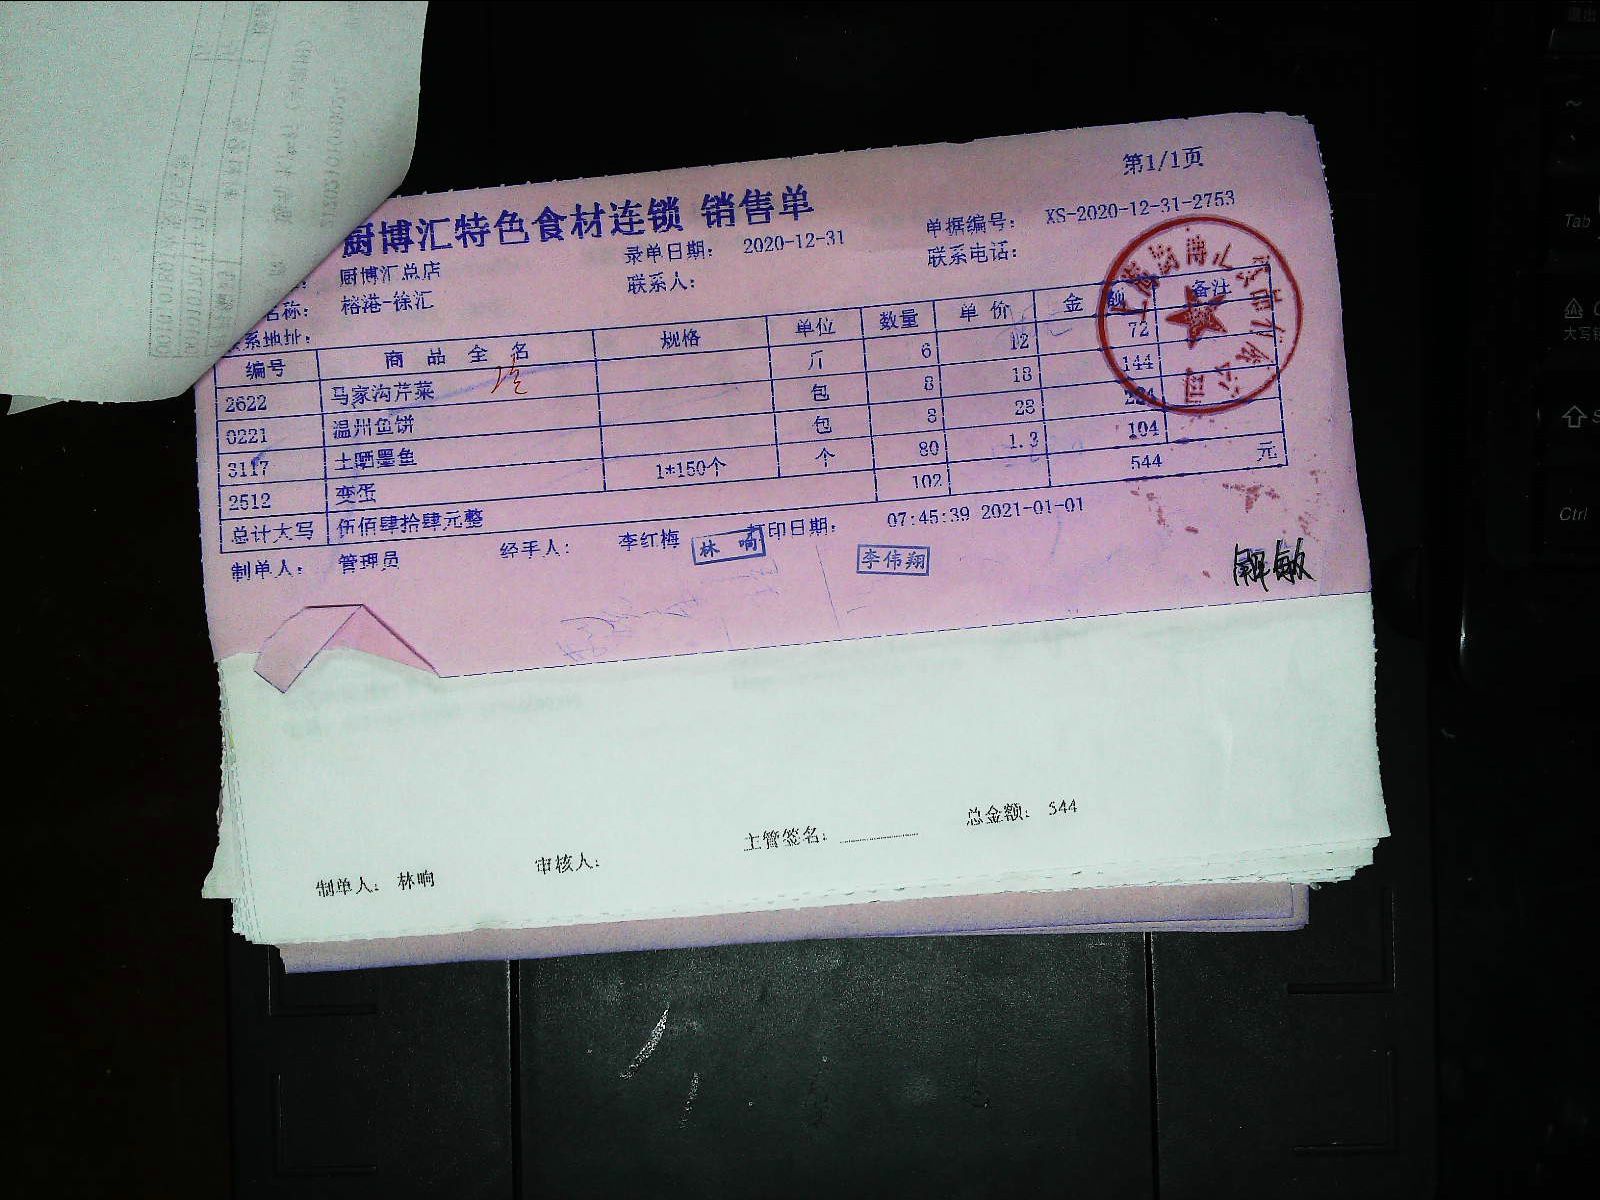 第1/1页
厨博汇特色食材连锁 销售单
录单日期： 2020-12-31
单据编号： XS-2020-12-31-2753
厨博汇总店
联系人：
联系电话：
名称： 榕港-徐汇
系地址：
编号 商品全名 规格 单位 数量 单价 金额 备注
2622 马家沟芹菜 斤 6 12 72
0221 温州鱼饼 包 8 18 144
3117 土晒墨鱼 包 8 28 224
2512 变蛋 1*150个 个 80 1.3 104
总计大写 伍佰肆拾肆元整 102 544 元
制单人： 管理员 经手人： 李红梅 打印日期： 07:45:39 2021-01-01
林响
李伟翔
制单人： 林响 审核人： 主管签名： 总金额： 544
Tab
Ctrl